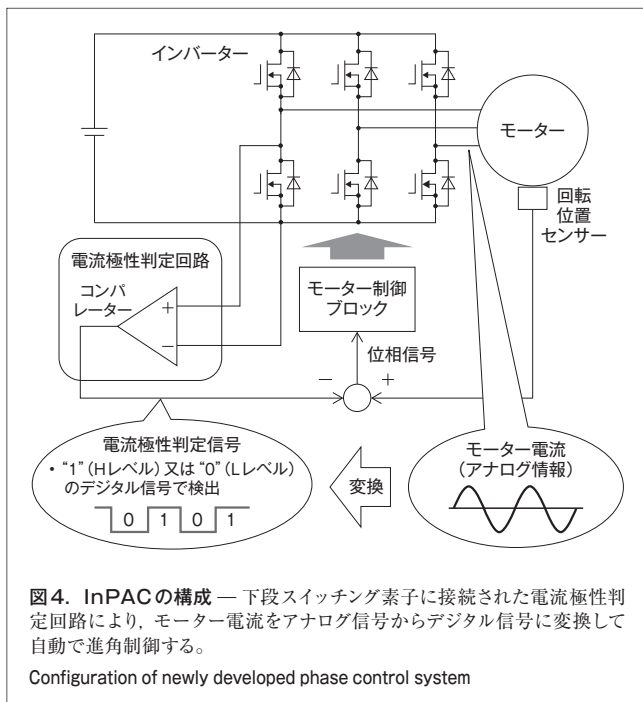 インバーター
モーター
回転
位置
センサー
電流極性判定回路
コンパ
レーター
+
−
モーター制御
ブロック
位相信号
−
+
電流極性判定信号
・“1”(Hレベル)又は“0”(Lレベル)
のデジタル信号で検出
0 1 0 1
変換
モーター電流
(アナログ情報)
図4. InPACの構成 — 下段スイッチング素子に接続された電流極性判
定回路により,モーター電流をアナログ信号からデジタル信号に変換して
自動で進角制御する。
Configuration of newly developed phase control system